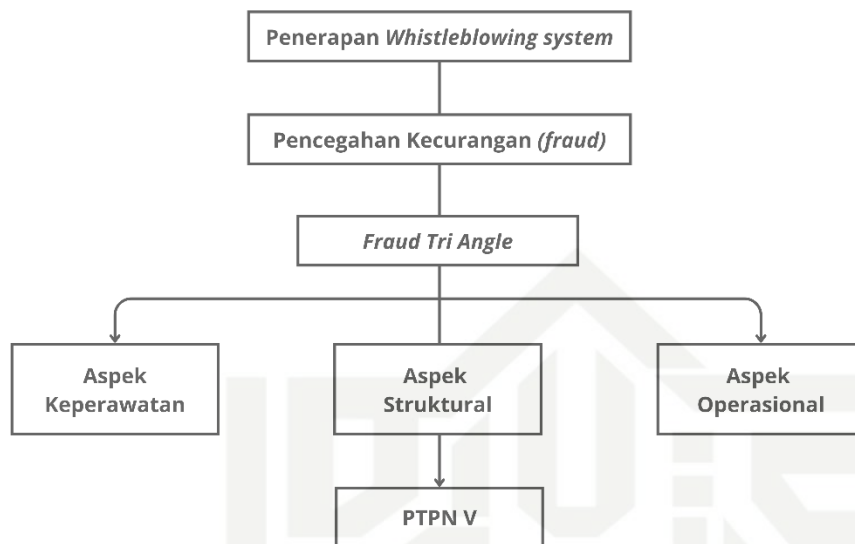 Penerapan Whistleblowing system
Pencegahan Kecurangan (fraud)
Fraud Tri Angle
Aspek
Keperawatan
Aspek
Struktural
Aspek
Operasional
PTPN V